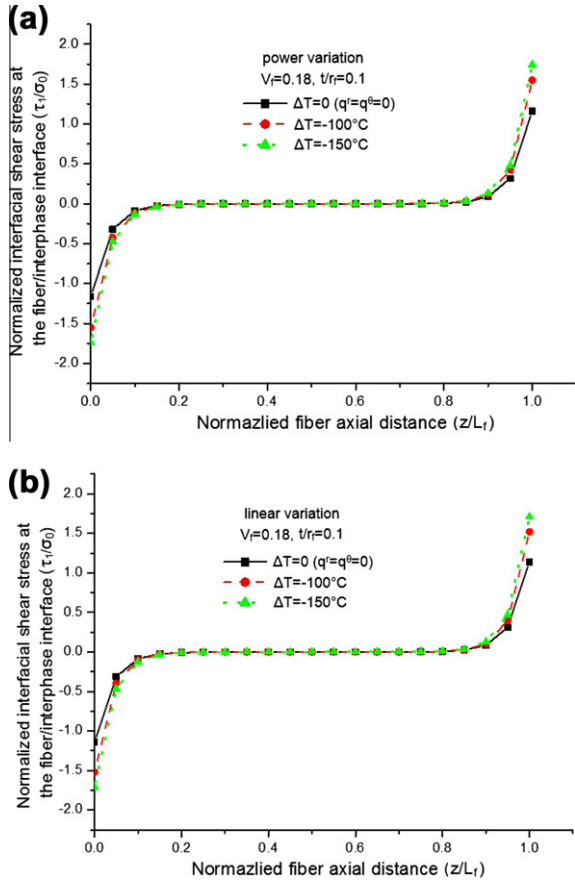 (a)
Normalized interfacial shear stress at
the fiber/interphase interface (τ₁/σ₀)
2.0
1.5
1.0
0.5
0.0
-0.5
-1.0
-1.5
-2.0
power variation
Vf=0.18, t/rf=0.1
ΔT=0 (qʳ=qᶿ=0)
ΔT=-100°C
ΔT=-150°C
0.0 0.2 0.4 0.6 0.8 1.0
Normazlied fiber axial distance (z/Lf)
(b)
Normalized interfacial shear stress at
the fiber/interphase interface (τ₁/σ₀)
2.0
1.5
1.0
0.5
0.0
-0.5
-1.0
-1.5
-2.0
linear variation
Vf=0.18, t/rf=0.1
ΔT=0 (qʳ=qᶿ=0)
ΔT=-100°C
ΔT=-150°C
0.0 0.2 0.4 0.6 0.8 1.0
Normazlied fiber axial distance (z/Lf)